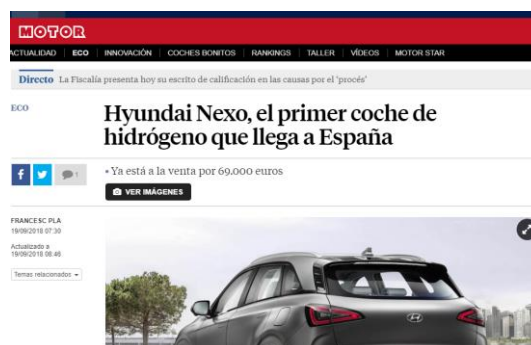 MOTOR
ACTUALIDAD ECO INNOVACIÓN COCHES BONITOS RANKINGS TALLER VÍDEOS MOTOR STAR
Directo La Fiscalía presenta hoy su escrito de calificación en las causas por el 'procés'
ECO
Hyundai Nexo, el primer coche de
hidrógeno que llega a España
• Ya está a la venta por 69.000 euros
1
VER IMÁGENES
FRANCESC PLA
19/09/2018 07:30
Actualizado a
19/09/2018 08:46
Temas relacionados